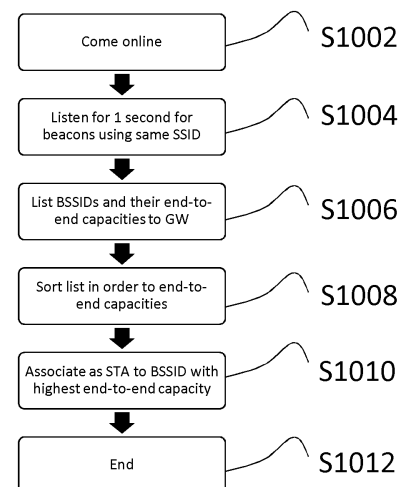 Come online
S1002
Listen for 1 second for
beacons using same SSID
S1004
List BSSIDs and their end-to-
end capacities to GW
S1006
Sort list in order to end-to-
end capacities
S1008
Associate as STA to BSSID with
highest end-to-end capacity
S1010
End
S1012